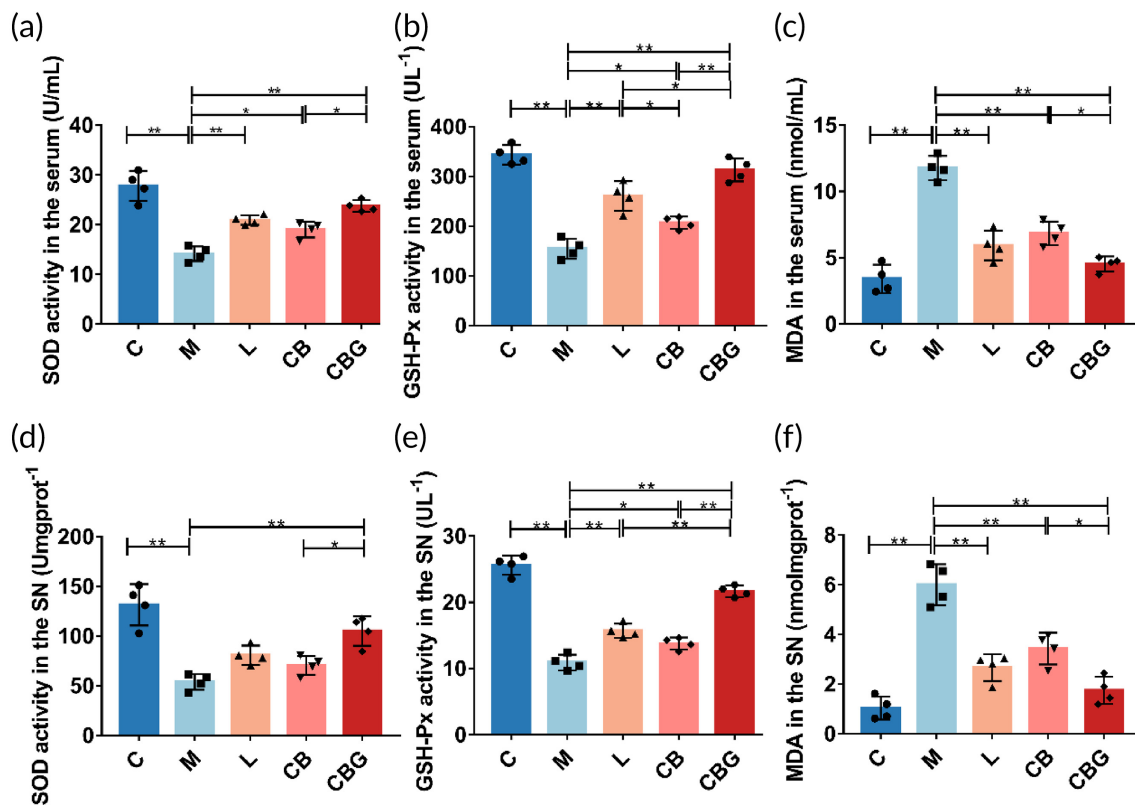 (a)
SOD activity in the serum (U/mL)
40
30
20
10
0
** ** * * **
C M L CB CBG
(b)
GSH-Px activity in the serum (UL⁻¹)
400
300
200
100
0
** ** * * * ** **
C M L CB CBG
(c)
MDA in the serum (nmol/mL)
15
10
5
0
** ** ** * **
C M L CB CBG
(d)
SOD activity in the SN (Umgprot⁻¹
200
150
100
50
0
** * **
C M L CB CBG
(e)
GSH-Px activity in the SN (UL⁻¹)
30
20
10
0
** ** ** * ** **
C M L CB CBG
(f)
MDA in the SN (nmolmgprot⁻¹)
8
6
4
2
0
** ** ** * **
C M L CB CBG